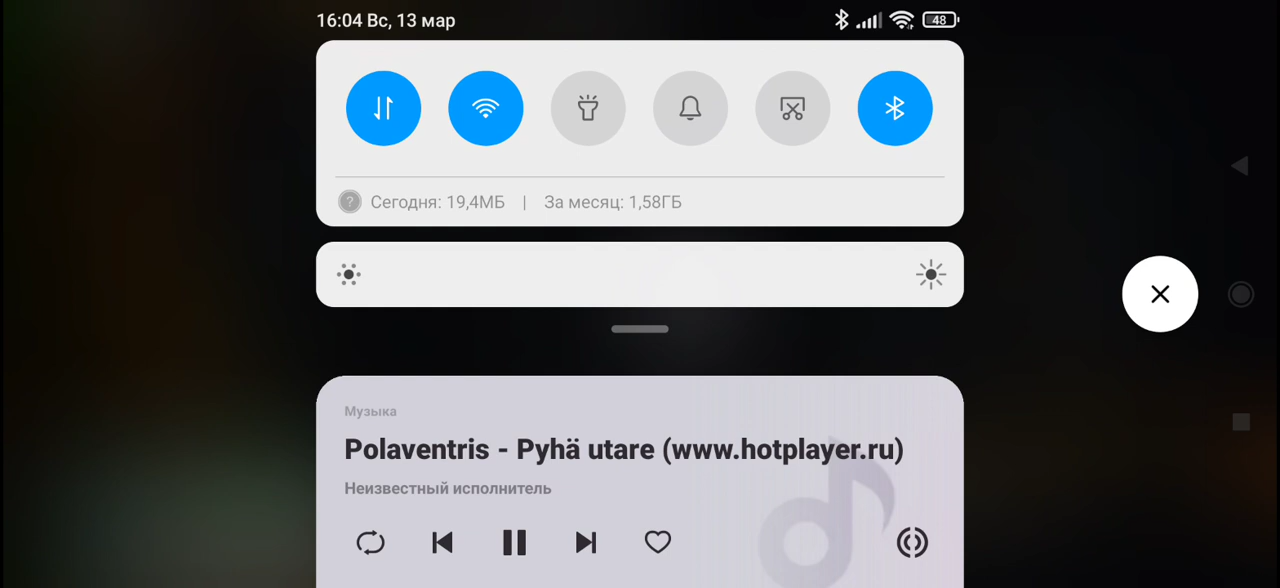 16:04 Вс, 13 мар
48
Сегодня: 19,4МБ | За месяц: 1,58ГБ
Музыка
Polaventris - Pyhä utare (www.hotplayer.ru)
Неизвестный исполнитель